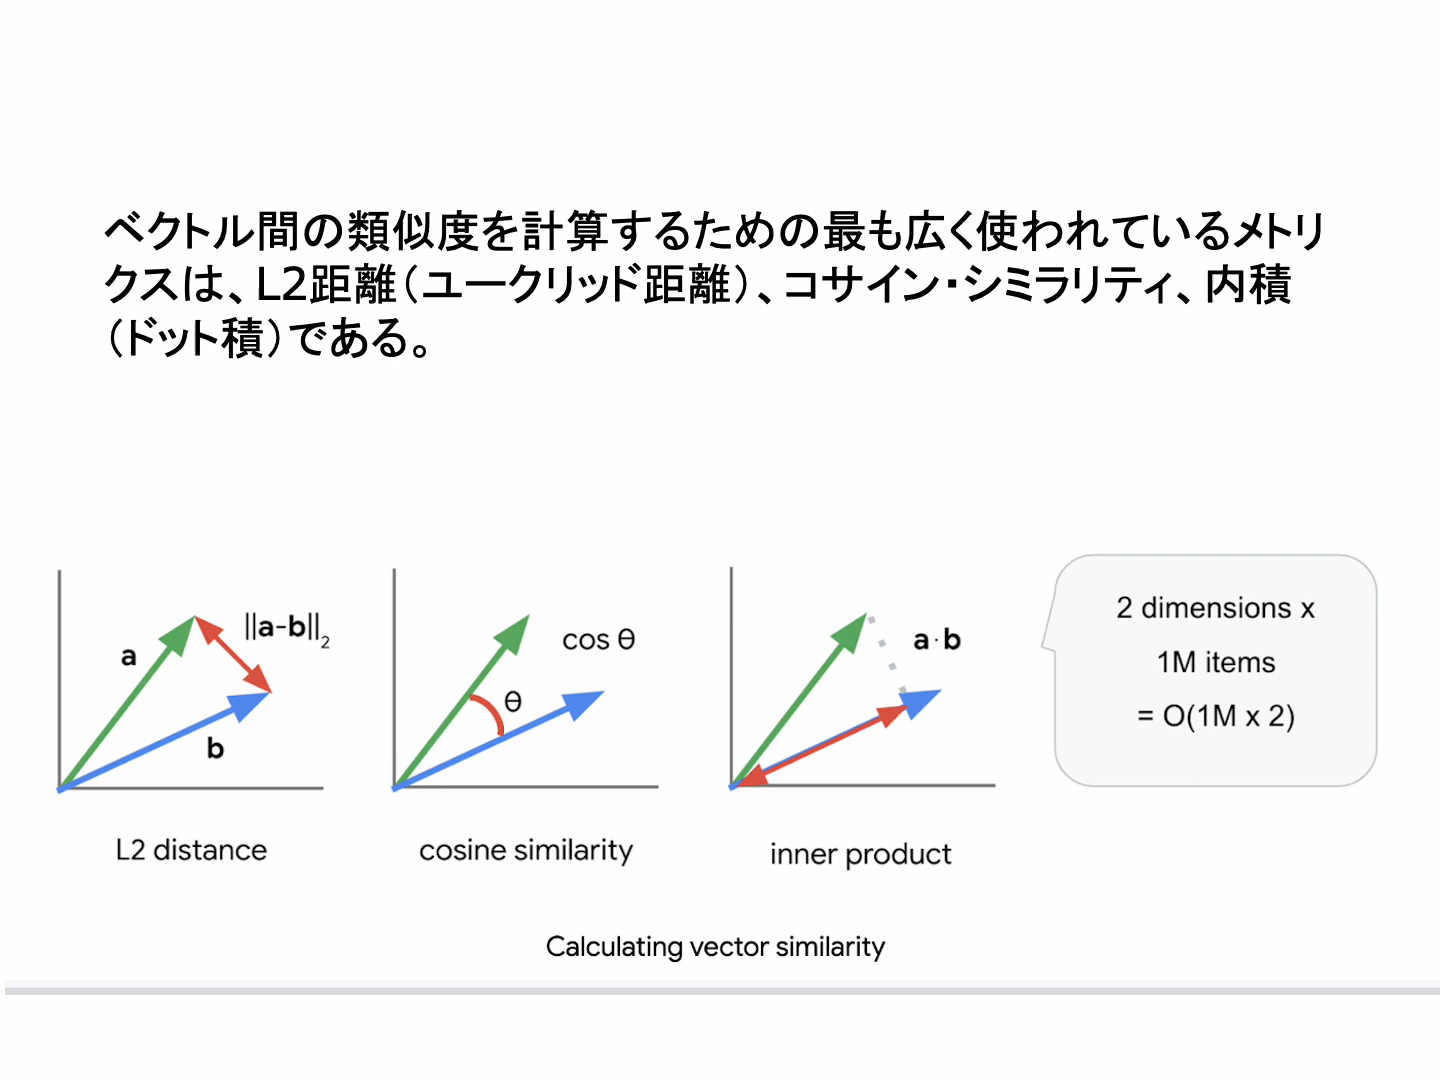 ベクトル間の類似度を計算するための最も広く使われているメトリ
クスは、L2距離（ユークリッド距離）、コサイン・シミラリティ、内積
（ドット積）である。
a
||a-b||2
b
L2 distance
cos θ
θ
cosine similarity
a·b
inner product
2 dimensions x
1M items
= O(1M x 2)
Calculating vector similarity